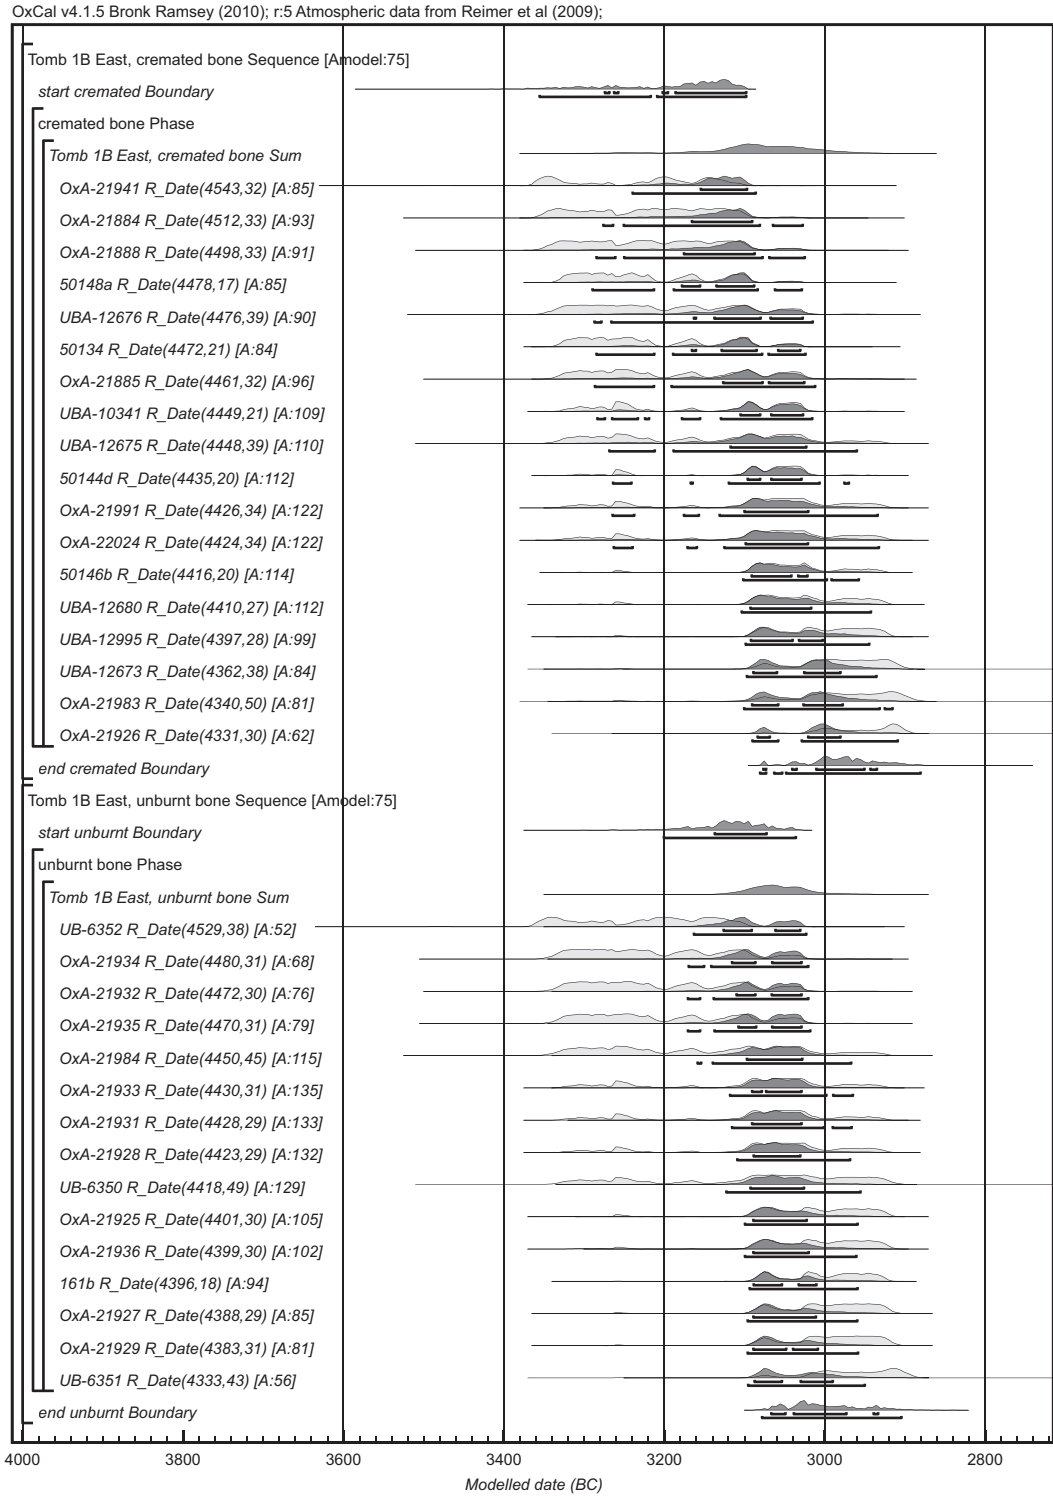 OxCal v4.1.5 Bronk Ramsey (2010); r:5 Atmospheric data from Reimer et al (2009);
Tomb 1B East, cremated bone Sequence [Amodel:75]
start cremated Boundary
cremated bone Phase
Tomb 1B East, cremated bone Sum
OxA-21941 R_Date(4543,32) [A:85]
OxA-21884 R_Date(4512,33) [A:93]
OxA-21888 R_Date(4498,33) [A:91]
50148a R_Date(4478,17) [A:85]
UBA-12676 R_Date(4476,39) [A:90]
50134 R_Date(4472,21) [A:84]
OxA-21885 R_Date(4461,32) [A:96]
UBA-10341 R_Date(4449,21) [A:109]
UBA-12675 R_Date(4448,39) [A:110]
50144d R_Date(4435,20) [A:112]
OxA-21991 R_Date(4426,34) [A:122]
OxA-22024 R_Date(4424,34) [A:122]
50146b R_Date(4416,20) [A:114]
UBA-12680 R_Date(4410,27) [A:112]
UBA-12995 R_Date(4397,28) [A:99]
UBA-12673 R_Date(4362,38) [A:84]
OxA-21983 R_Date(4340,50) [A:81]
OxA-21926 R_Date(4331,30) [A:62]
end cremated Boundary
Tomb 1B East, unburnt bone Sequence [Amodel:75]
start unburnt Boundary
unburnt bone Phase
Tomb 1B East, unburnt bone Sum
UB-6352 R_Date(4529,38) [A:52]
OxA-21934 R_Date(4480,31) [A:68]
OxA-21932 R_Date(4472,30) [A:76]
OxA-21935 R_Date(4470,31) [A:79]
OxA-21984 R_Date(4450,45) [A:115]
OxA-21933 R_Date(4430,31) [A:135]
OxA-21931 R_Date(4428,29) [A:133]
OxA-21928 R_Date(4423,29) [A:132]
UB-6350 R_Date(4418,49) [A:129]
OxA-21925 R_Date(4401,30) [A:105]
OxA-21936 R_Date(4399,30) [A:102]
161b R_Date(4396,18) [A:94]
OxA-21927 R_Date(4388,29) [A:85]
OxA-21929 R_Date(4383,31) [A:81]
UB-6351 R_Date(4333,43) [A:56]
end unburnt Boundary
4000 3800 3600 3400 3200 3000 2800
Modelled date (BC)